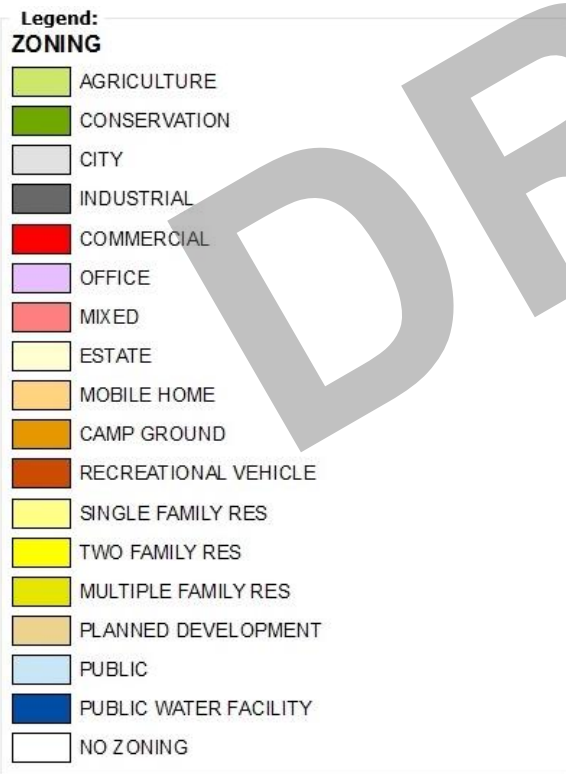 Legend:
ZONING
AGRICULTURE
CONSERVATION
CITY
INDUSTRIAL
COMMERCIAL
OFFICE
MIXED
ESTATE
MOBILE HOME
CAMP GROUND
RECREATIONAL VEHICLE
SINGLE FAMILY RES
TWO FAMILY RES
MULTIPLE FAMILY RES
PLANNED DEVELOPMENT
PUBLIC
PUBLIC WATER FACILITY
NO ZONING
DR